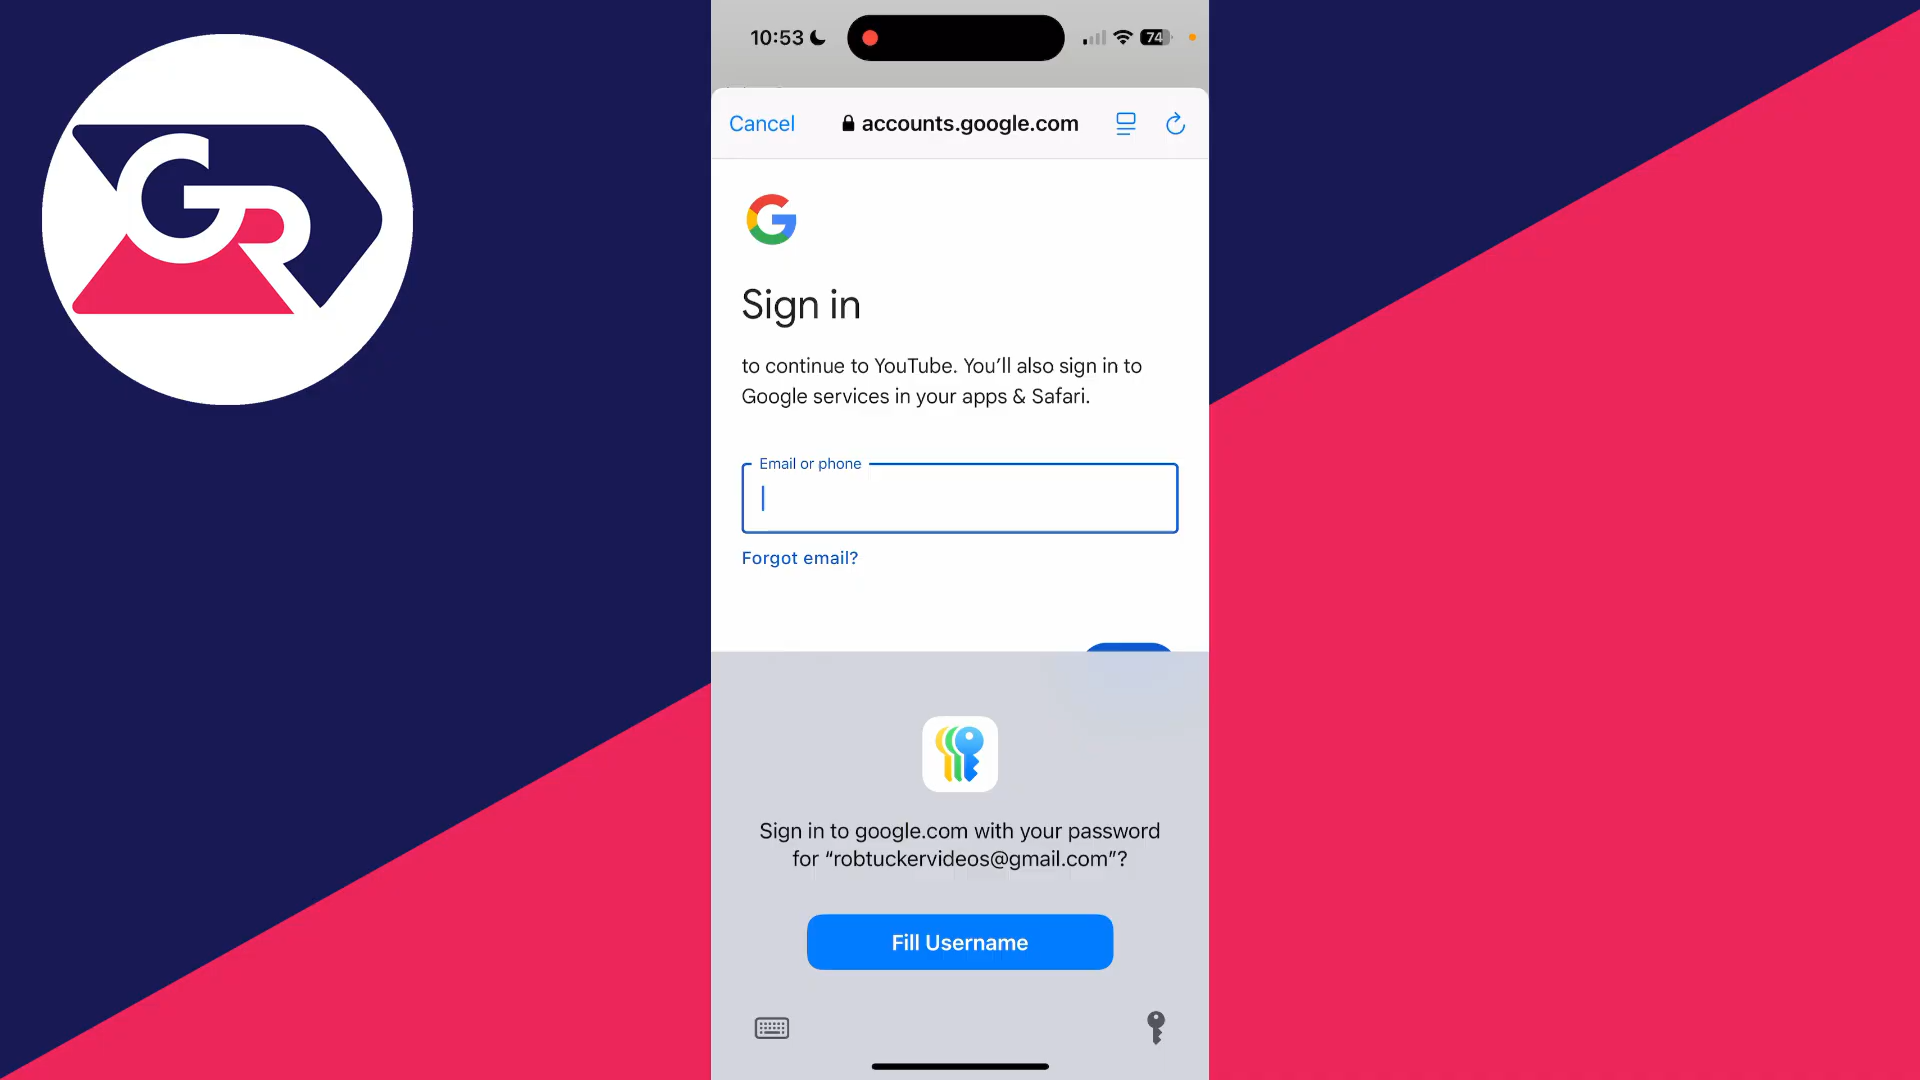 GR
10:53
74
Cancel
accounts.google.com
Sign in
to continue to YouTube. You’ll also sign in to
Google services in your apps & Safari.
Email or phone
Forgot email?
Sign in to google.com with your password
for “robtuckervideos@gmail.com”?
Fill Username